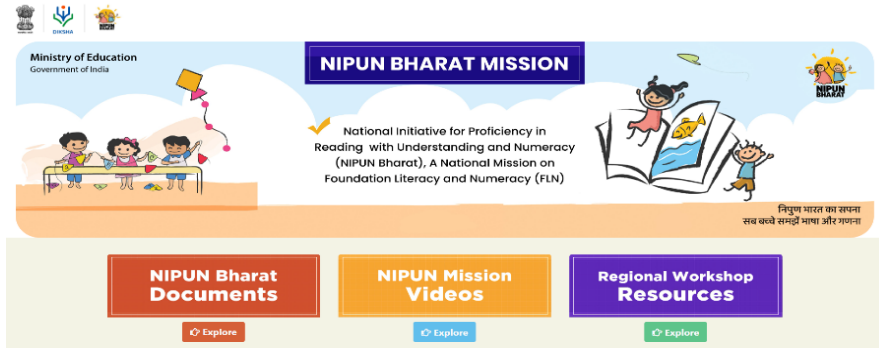 DIKSHA
NIPUN
BHARAT
Ministry of Education
Government of India
NIPUN BHARAT MISSION
NIPUN
BHARAT
National Initiative for Proficiency in
Reading with Understanding and Numeracy
(NIPUN Bharat), A National Mission on
Foundation Literacy and Numeracy (FLN)
निपुण भारत का सपना
सब बच्चे समझें भाषा और गणना
NIPUN Bharat
Documents
Explore
NIPUN Mission
Videos
Explore
Regional Workshop
Resources
Explore